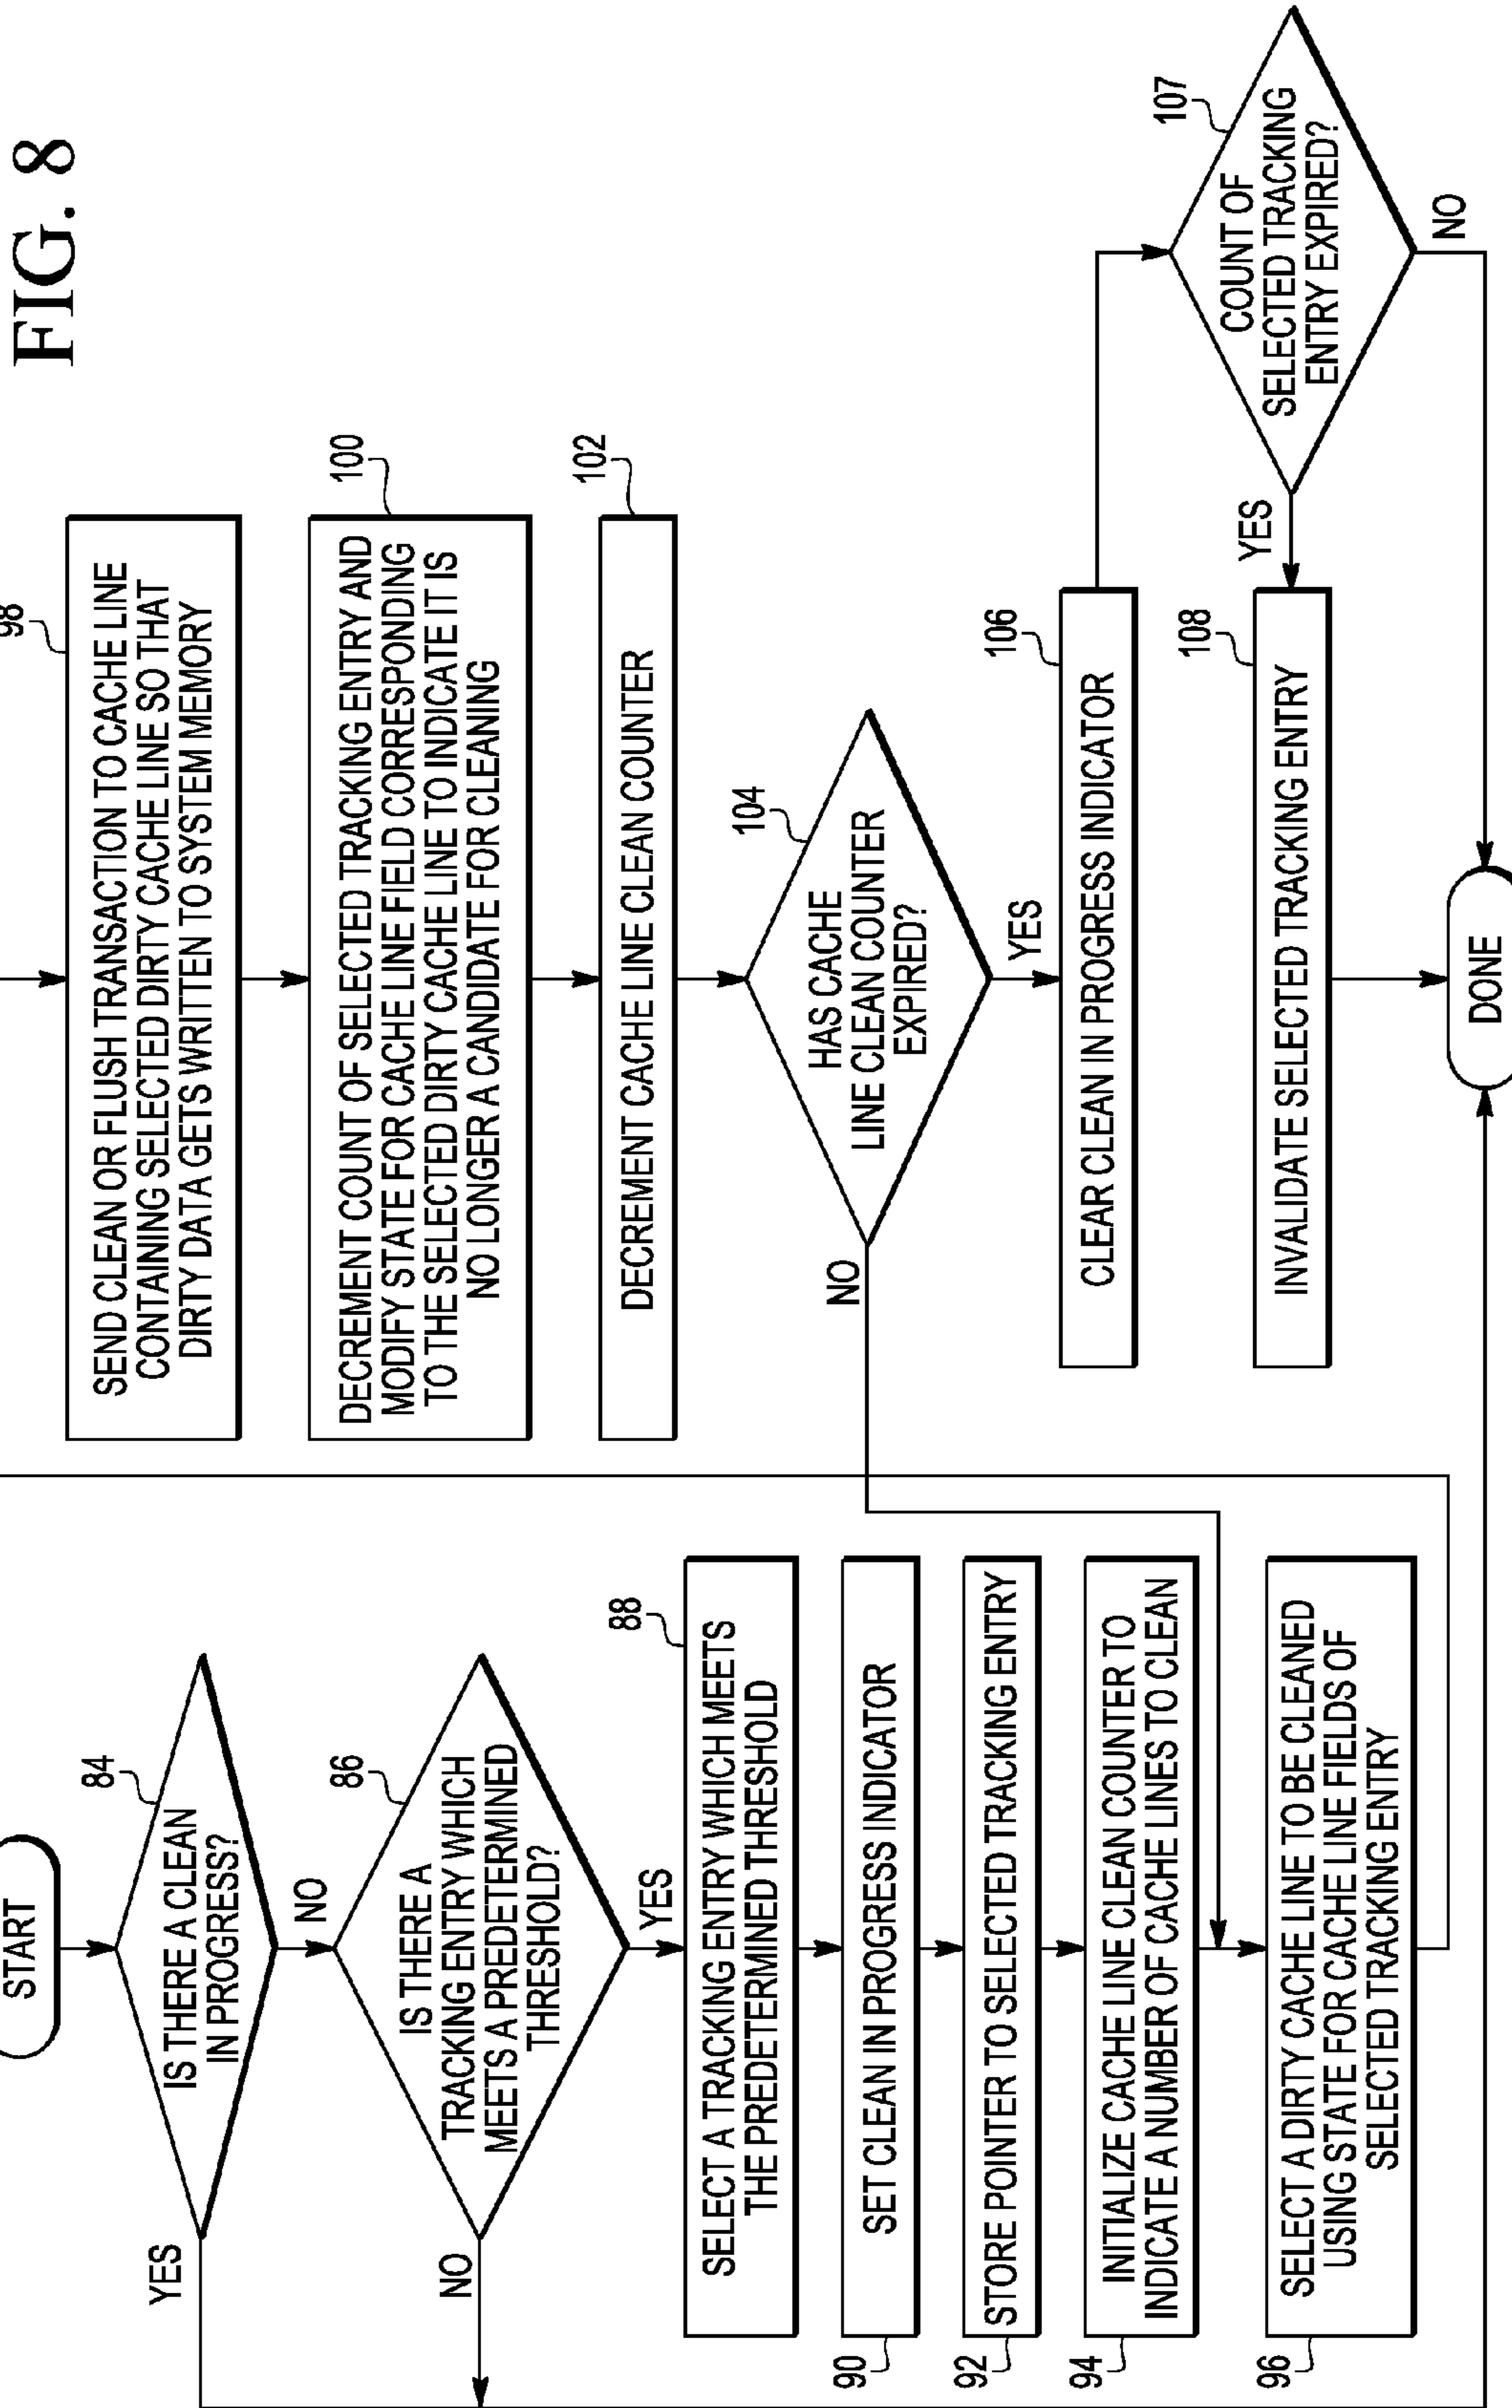 FIG. 8
START
84
IS THERE A CLEAN
IN PROGRESS?
YES
NO
86
IS THERE A
TRACKING ENTRY WHICH
MEETS A PREDETERMINED
THRESHOLD?
NO
YES
88
SELECT A TRACKING ENTRY WHICH MEETS
THE PREDETERMINED THRESHOLD
90
SET CLEAN IN PROGRESS INDICATOR
92
STORE POINTER TO SELECTED TRACKING ENTRY
94
INITIALIZE CACHE LINE CLEAN COUNTER TO
INDICATE A NUMBER OF CACHE LINES TO CLEAN
96
SELECT A DIRTY CACHE LINE TO BE CLEANED
USING STATE FOR CACHE LINE FIELDS OF
SELECTED TRACKING ENTRY
98
SEND CLEAN OR FLUSH TRANSACTION TO CACHE LINE
CONTAINING SELECTED DIRTY CACHE LINE SO THAT
DIRTY DATA GETS WRITTEN TO SYSTEM MEMORY
100
DECREMENT COUNT OF SELECTED TRACKING ENTRY AND
MODIFY STATE FOR CACHE LINE FIELD CORRESPONDING
TO THE SELECTED DIRTY CACHE LINE TO INDICATE IT IS
NO LONGER A CANDIDATE FOR CLEANING
102
DECREMENT CACHE LINE CLEAN COUNTER
104
HAS CACHE
LINE CLEAN COUNTER
EXPIRED?
NO
YES
106
CLEAR CLEAN IN PROGRESS INDICATOR
107
COUNT OF
SELECTED TRACKING
ENTRY EXPIRED?
YES
NO
108
INVALIDATE SELECTED TRACKING ENTRY
DONE